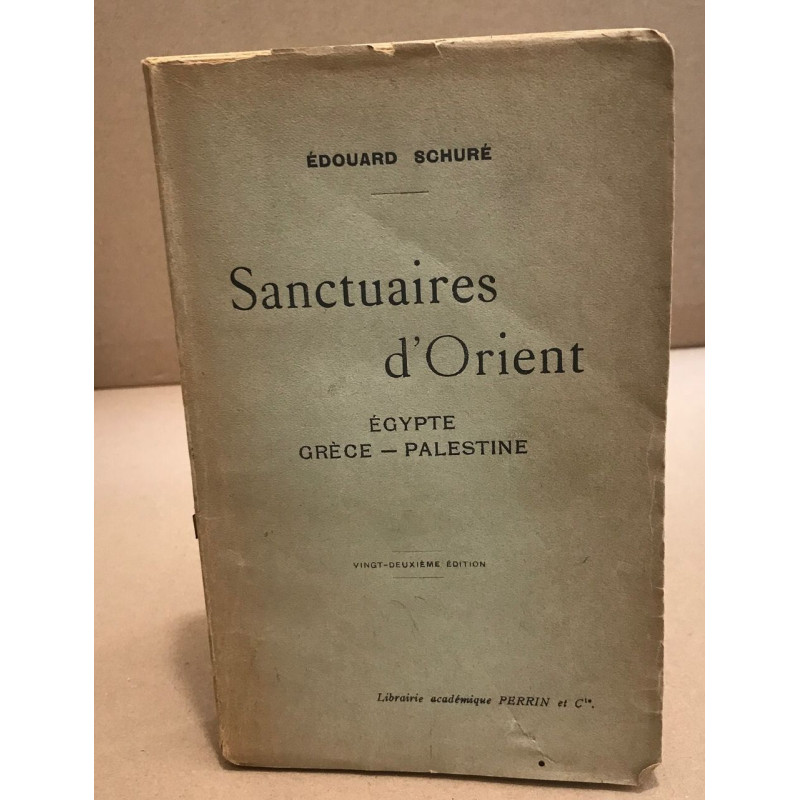 ÉDOUARD SCHURÉ
Sanctuaires
d'Orient
ÉGYPTE
GRÈCE — PALESTINE
VINGT-DEUXIÈME ÉDITION
Librairie académique PERRIN et Cie.